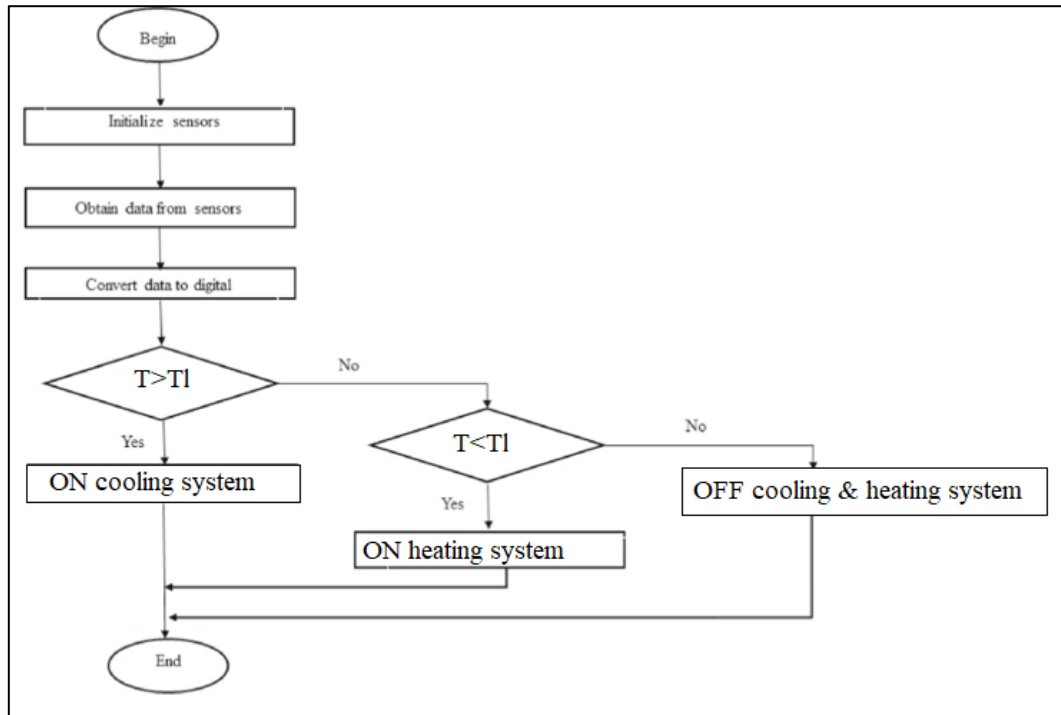 Begin
Initialize sensors
Obtain data from sensors
Convert data to digital
T>Tl
No
Yes
T<Tl
No
ON cooling system
Yes
OFF cooling & heating system
ON heating system
End